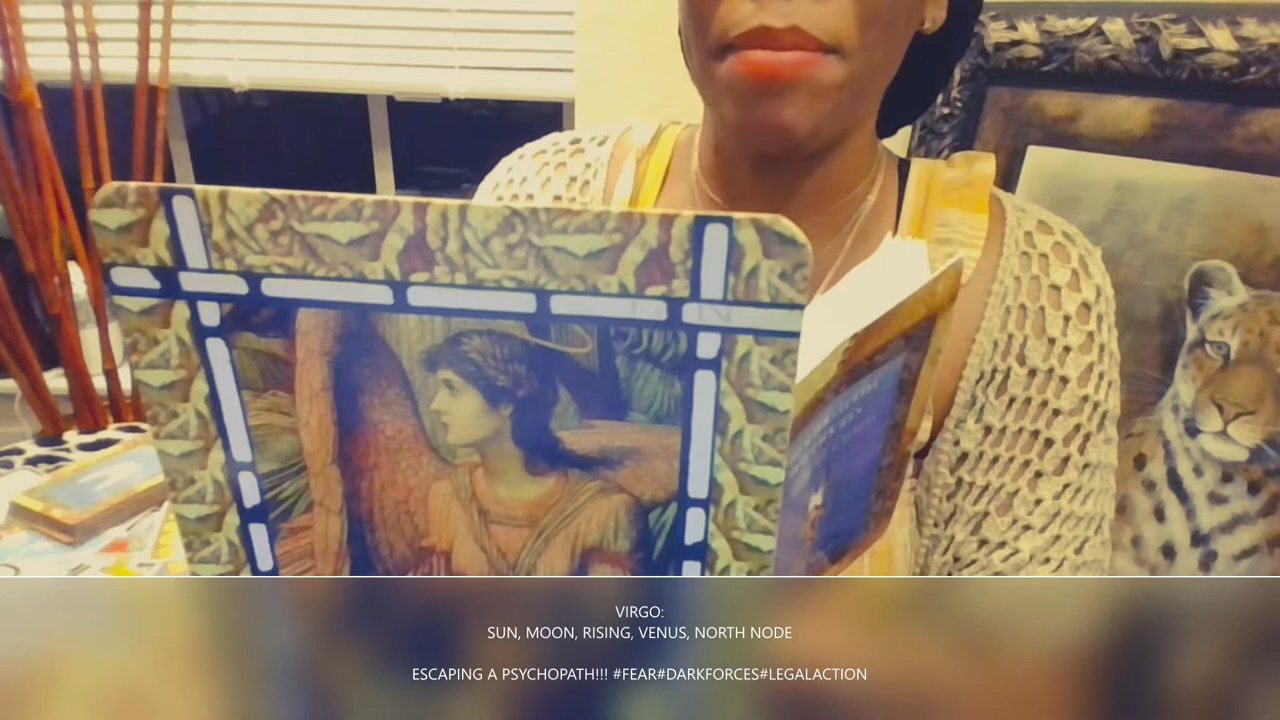 VIRGO:
SUN, MOON, RISING, VENUS, NORTH NODE
ESCAPING A PSYCHOPATH!!! #FEAR#DARKFORCES#LEGALACTION